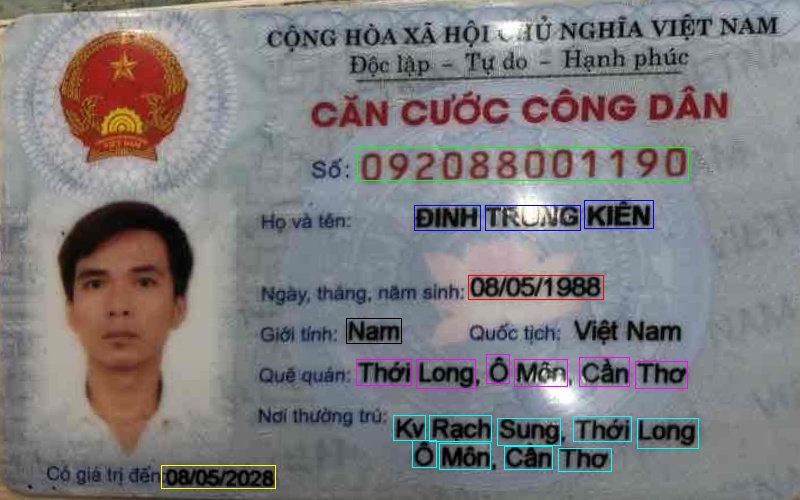 CỘNG HÒA XÃ HỘI CHỦ NGHĨA VIỆT NAM
Độc lập - Tự do - Hạnh phúc
CĂN CƯỚC CÔNG DÂN
Số: 092088001190
Họ và tên: ĐINH TRUNG KIÊN
Ngày, tháng, năm sinh: 08/05/1988
Giới tính: Nam Quốc tịch: Việt Nam
Quê quán: Thới Long, Ô Môn, Cần Thơ
Nơi thường trú: Kv Rạch Sung, Thới Long
Ô Môn, Cần Thơ
Có giá trị đến: 08/05/2028
VIỆT NAM